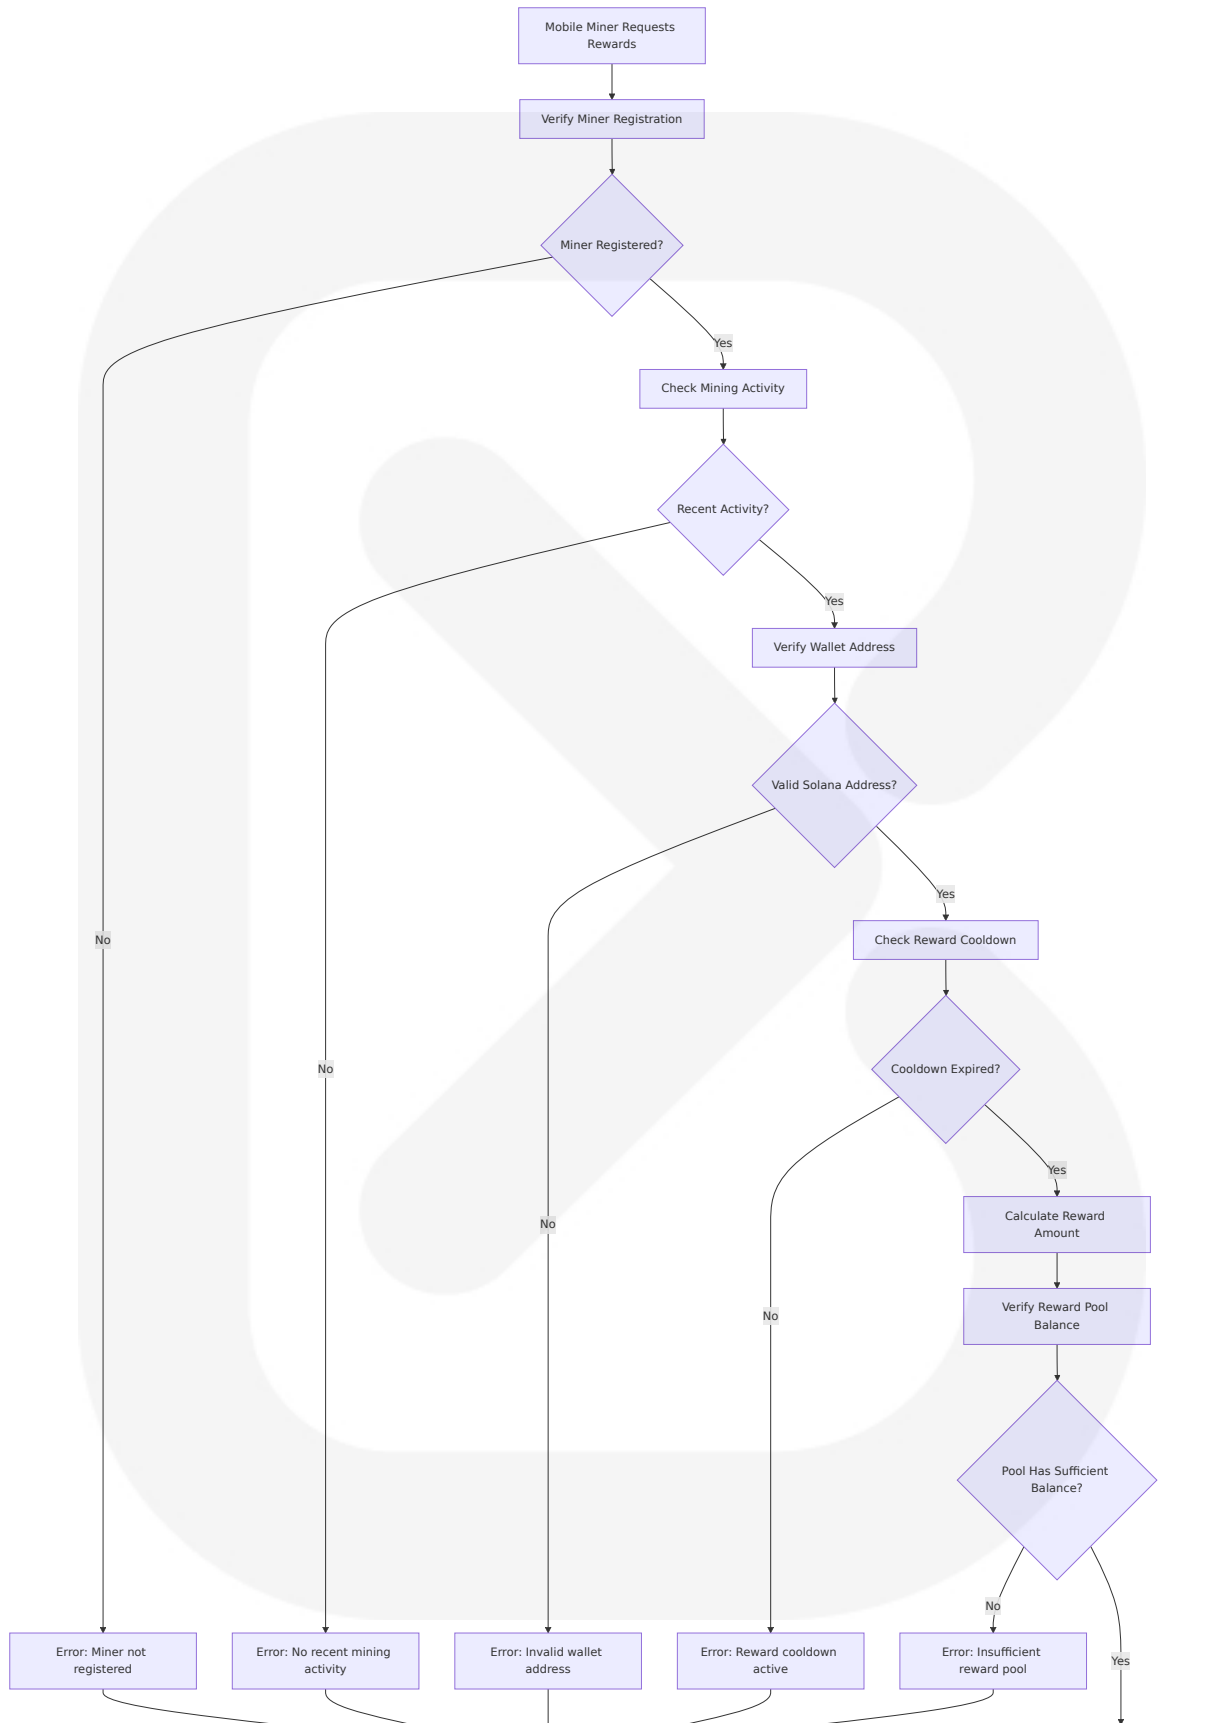 Mobile Miner Requests
Rewards
Verify Miner Registration
Miner Registered?
Yes
Check Mining Activity
Recent Activity?
Yes
Verify Wallet Address
Valid Solana Address?
Yes
No
Check Reward Cooldown
No
Cooldown Expired?
Yes
No
Calculate Reward
Amount
No
Verify Reward Pool
Balance
Pool Has Sufficient
Balance?
No
Error: Miner not
registered
Error: No recent mining
activity
Error: Invalid wallet
address
Error: Reward cooldown
active
Error: Insufficient
reward pool
Yes